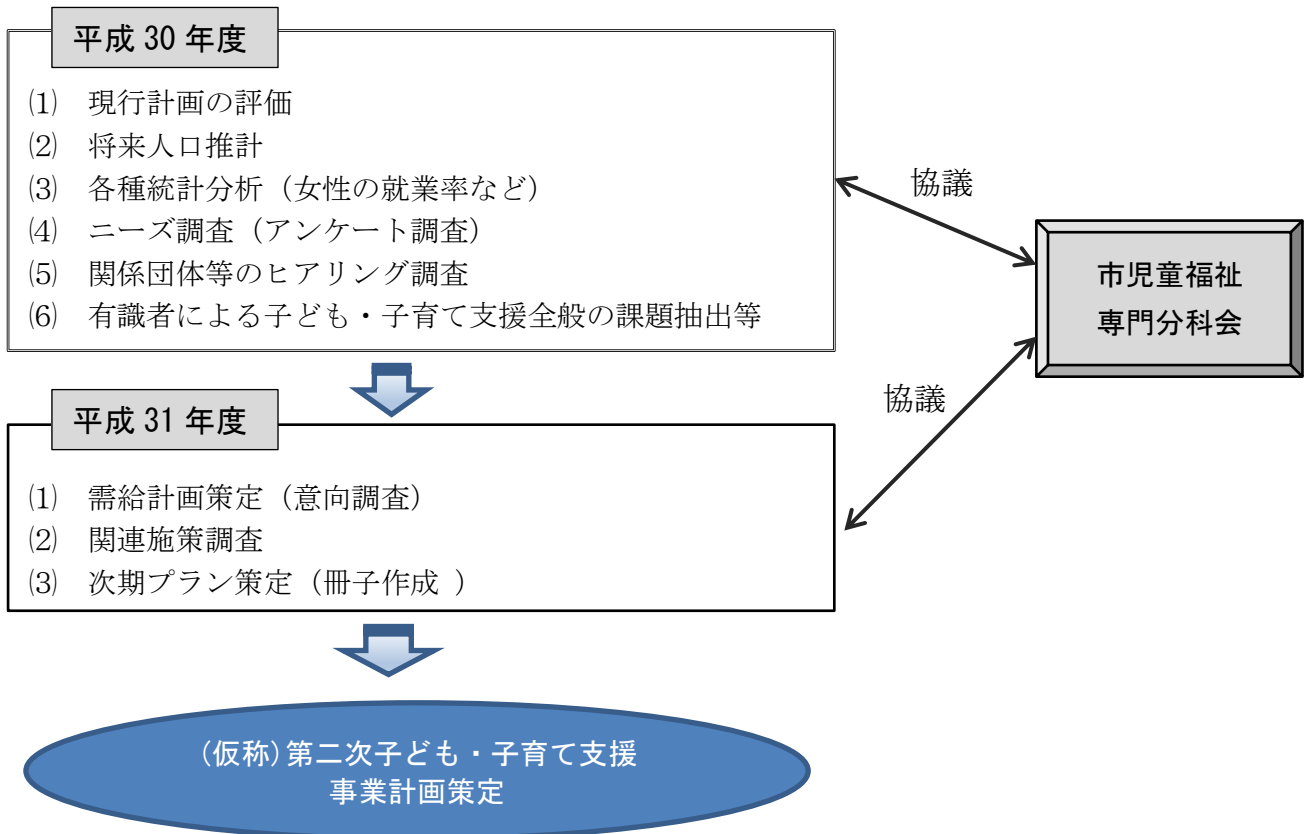 平成 30 年度
⑴ 現行計画の評価
⑵ 将来人口推計
⑶ 各種統計分析（女性の就業率など）
⑷ ニーズ調査（アンケート調査）
⑸ 関係団体等のヒアリング調査
⑹ 有識者による子ども・子育て支援全般の課題抽出等
協議
市児童福祉
専門分科会
協議
平成 31 年度
⑴ 需給計画策定（意向調査）
⑵ 関連施策調査
⑶ 次期プラン策定（冊子作成 ）
(仮称)第二次子ども・子育て支援
事業計画策定